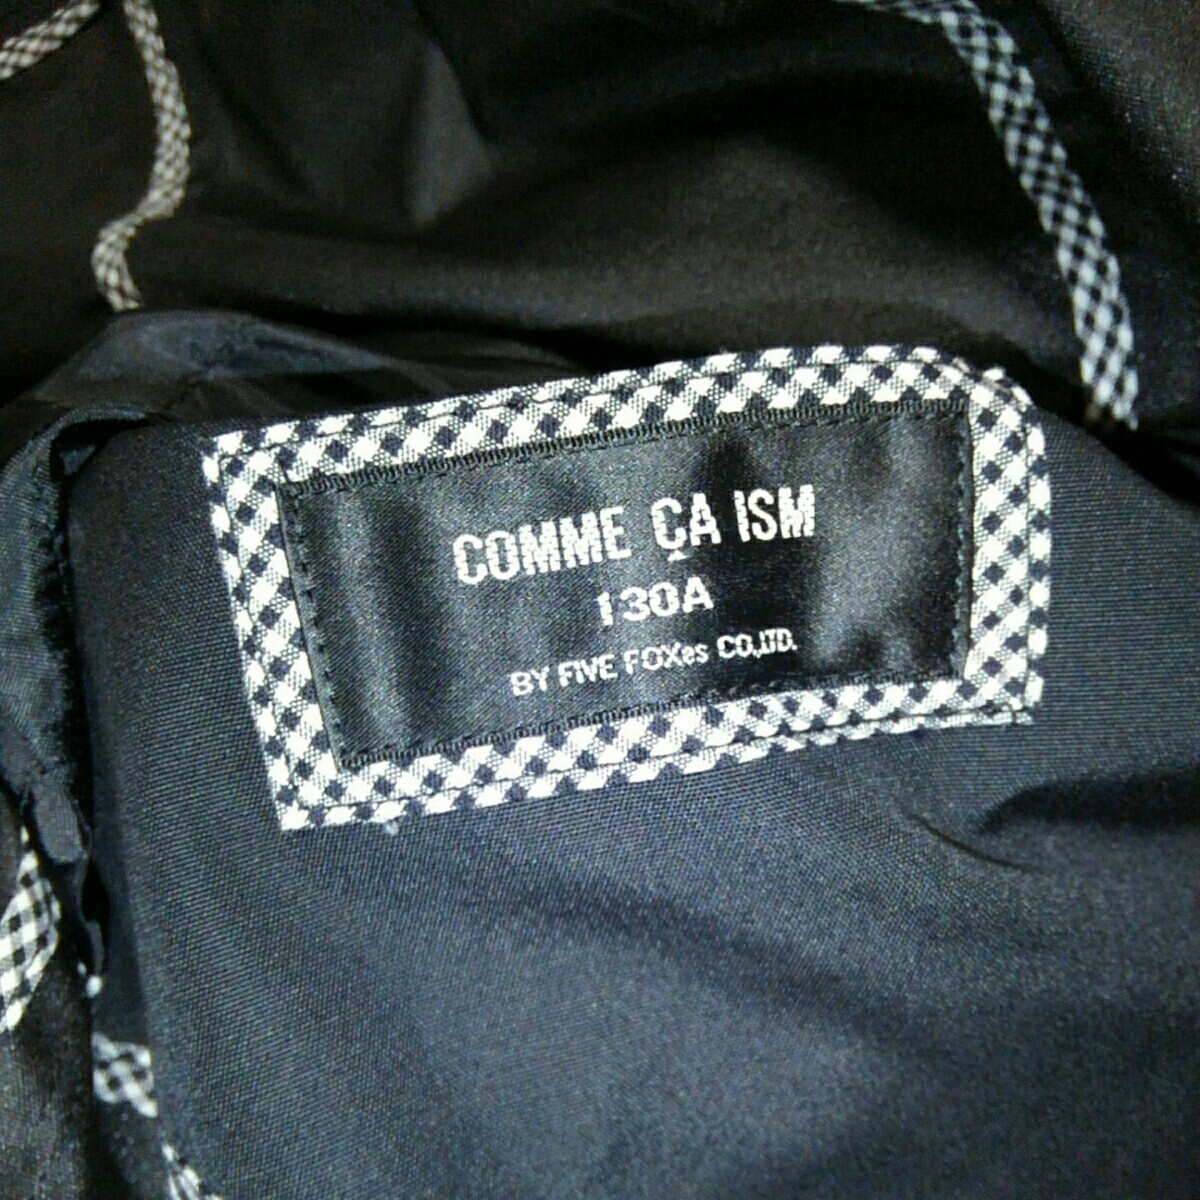 COMME ÇA ISM
130A
BY FIVE FOXes CO.,LTD.